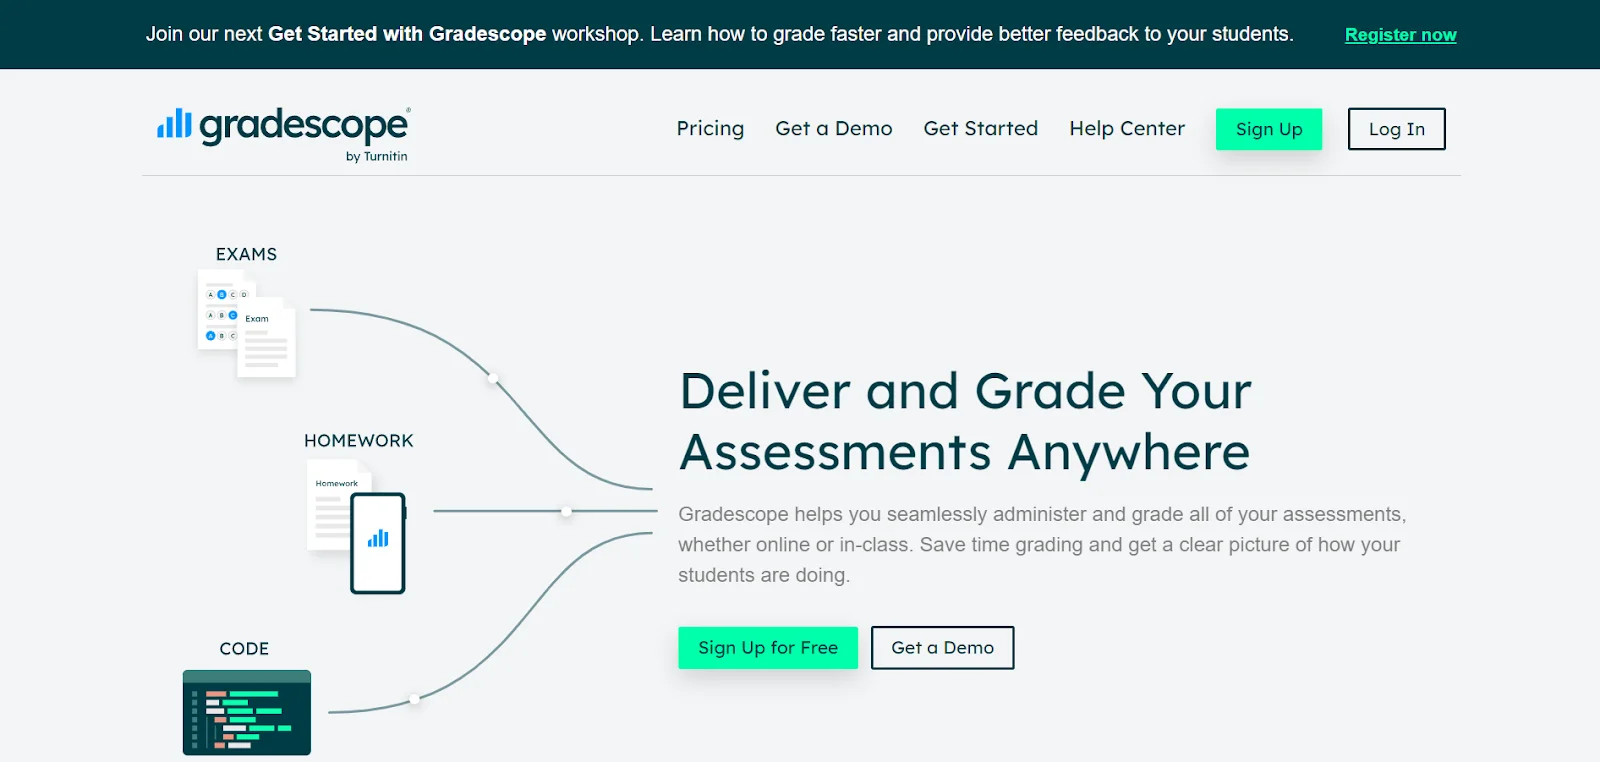 Join our next Get Started with Gradescope workshop. Learn how to grade faster and provide better feedback to your students. Register now
gradescope®
by Turnitin
Pricing Get a Demo Get Started Help Center Sign Up Log In
EXAMS
A B C D
A B C
A B C
Exam
HOMEWORK
Homework
CODE
Deliver and Grade Your
Assessments Anywhere
Gradescope helps you seamlessly administer and grade all of your assessments,
whether online or in-class. Save time grading and get a clear picture of how your
students are doing.
Sign Up for Free Get a Demo